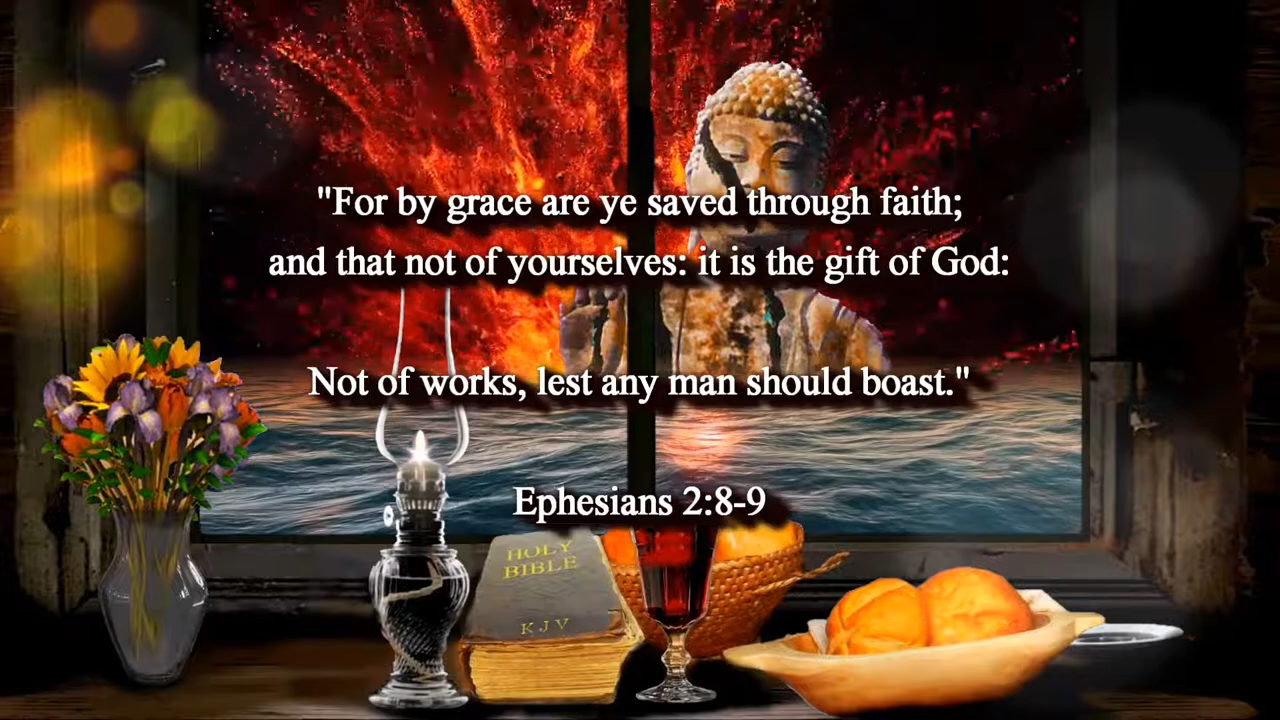 "For by grace are ye saved through faith;
and that not of yourselves: it is the gift of God:
Not of works, lest any man should boast."
Ephesians 2:8-9
HOLY
BIBLE
KJV